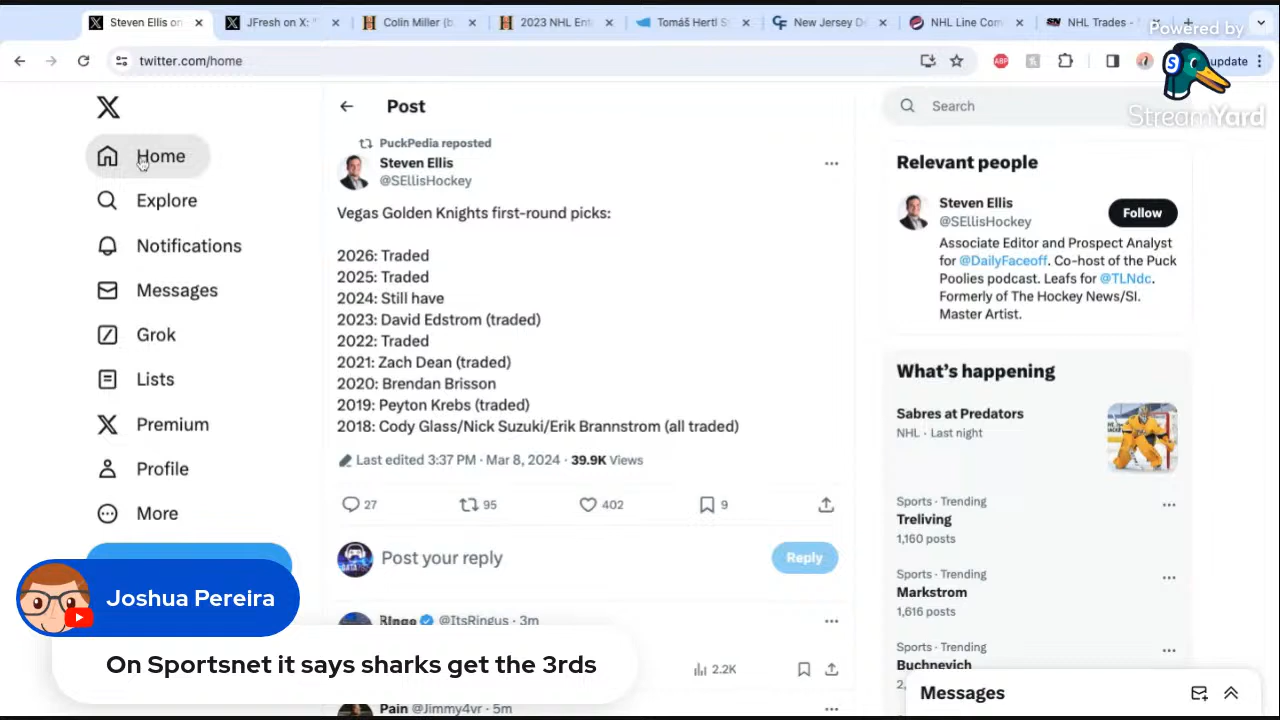 Steven Ellis on
JFresh on X: "
Colin Miller (b
2023 NHL Ent
Tomáš Hertl S
New Jersey D
NHL Line Com
NHL Trades -
Powered by
twitter.com/home
ABP
update
StreamYard
Home
Explore
Notifications
Messages
Grok
Lists
Premium
Profile
More
Post
PuckPedia reposted
Steven Ellis
@SEllisHockey
Vegas Golden Knights first-round picks:
2026: Traded
2025: Traded
2024: Still have
2023: David Edstrom (traded)
2022: Traded
2021: Zach Dean (traded)
2020: Brendan Brisson
2019: Peyton Krebs (traded)
2018: Cody Glass/Nick Suzuki/Erik Brannstrom (all traded)
Last edited 3:37 PM · Mar 8, 2024 · 39.9K Views
27 95 402 9
Post your reply
Reply
Ringo @ItsRingus · 3m
2.2K
Pain @Jimmy4vr · 5m
Search
Relevant people
Steven Ellis
@SEllisHockey
Follow
Associate Editor and Prospect Analyst
for @DailyFaceoff. Co-host of the Puck
Poolies podcast. Leafs for @TLNdc.
Formerly of The Hockey News/SI.
Master Artist.
What's happening
Sabres at Predators
NHL · Last night
Sports · Trending
Treliving
1,160 posts
Sports · Trending
Markstrom
1,616 posts
Sports · Trending
Buchnevich
Messages
Joshua Pereira
On Sportsnet it says sharks get the 3rds